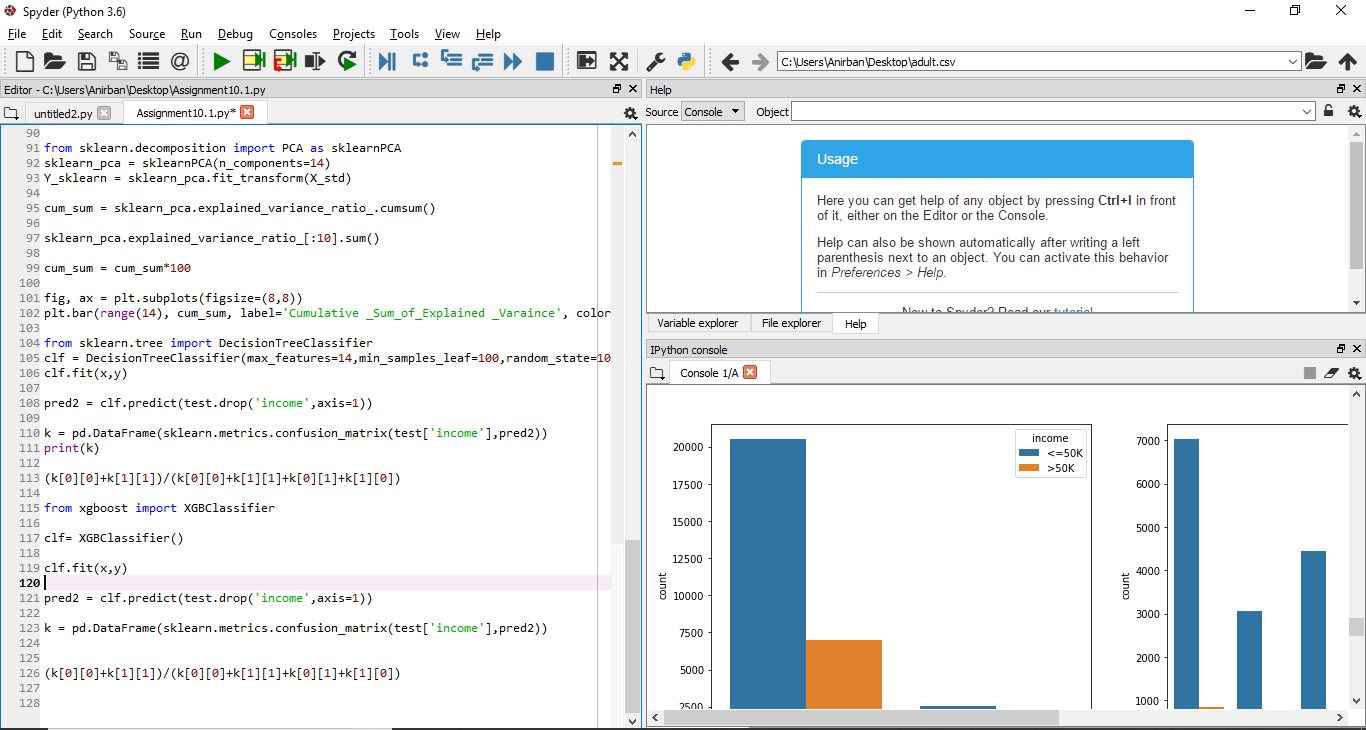 Spyder (Python 3.6)
File Edit Search Source Run Debug Consoles Projects Tools View Help
C:\Users\Anirban\Desktop\adult.csv
Editor - C:\Users\Anirban\Desktop\Assignment10.1.py
untitled2.py Assignment10.1.py*
90
91 from sklearn.decomposition import PCA as sklearnPCA
92 sklearn_pca = sklearnPCA(n_components=14)
93 Y_sklearn = sklearn_pca.fit_transform(X_std)
94
95 cum_sum = sklearn_pca.explained_variance_ratio_.cumsum()
96
97 sklearn_pca.explained_variance_ratio_[:10].sum()
98
99 cum_sum = cum_sum*100
100
101 fig, ax = plt.subplots(figsize=(8,8))
102 plt.bar(range(14), cum_sum, label='Cumulative _Sum_of_Explained _Varaince', color
103
104 from sklearn.tree import DecisionTreeClassifier
105 clf = DecisionTreeClassifier(max_features=14,min_samples_leaf=100,random_state=10
106 clf.fit(x,y)
107
108 pred2 = clf.predict(test.drop('income',axis=1))
109
110 k = pd.DataFrame(sklearn.metrics.confusion_matrix(test['income'],pred2))
111 print(k)
112
113 (k[0][0]+k[1][1])/(k[0][0]+k[1][1]+k[0][1]+k[1][0])
114
115 from xgboost import XGBClassifier
116
117 clf= XGBClassifier()
118
119 clf.fit(x,y)
120
121 pred2 = clf.predict(test.drop('income',axis=1))
122
123 k = pd.DataFrame(sklearn.metrics.confusion_matrix(test['income'],pred2))
124
125
126 (k[0][0]+k[1][1])/(k[0][0]+k[1][1]+k[0][1]+k[1][0])
127
128
Help
Source Console Object
Usage
Here you can get help of any object by pressing Ctrl+I in front
of it, either on the Editor or the Console.
Help can also be shown automatically after writing a left
parenthesis next to an object. You can activate this behavior
in Preferences > Help.
New to Spyder? Read our tutorial
Variable explorer File explorer Help
IPython console
Console 1/A
income
<=50K
>50K
20000
17500
15000
12500
10000
7500
5000
2500
count
7000
6000
5000
4000
3000
2000
1000
count